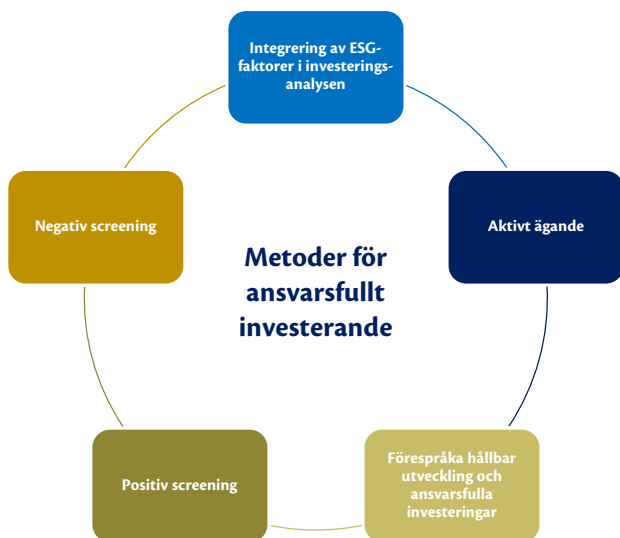 Integrering av ESG-
faktorer i investerings-
analysen
Negativ screening
Aktivt ägande
Metoder för
ansvarsfullt
investerande
Positiv screening
Förespråka hållbar
utveckling och
ansvarsfulla
investeringar